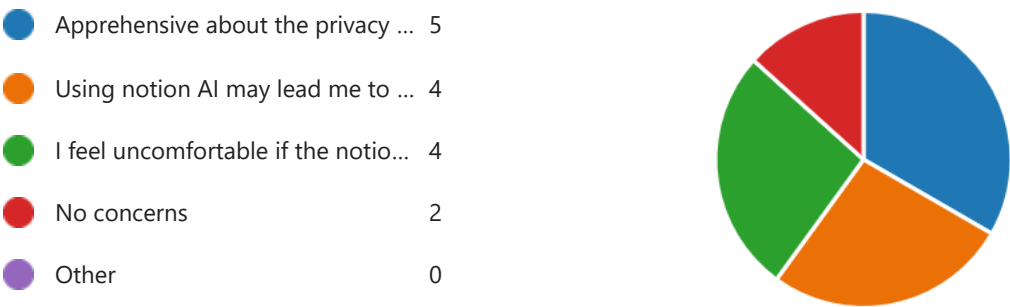 Apprehensive about the privacy ... 5
Using notion AI may lead me to ... 4
I feel uncomfortable if the notio... 4
No concerns 2
Other 0